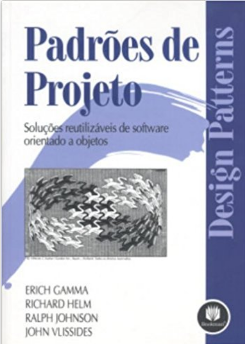 Padrões de
Projeto
Soluções reutilizáveis de software
orientado a objetos
Design Patterns
ERICH GAMMA
RICHARD HELM
RALPH JOHNSON
JOHN VLISSIDES
Bookman